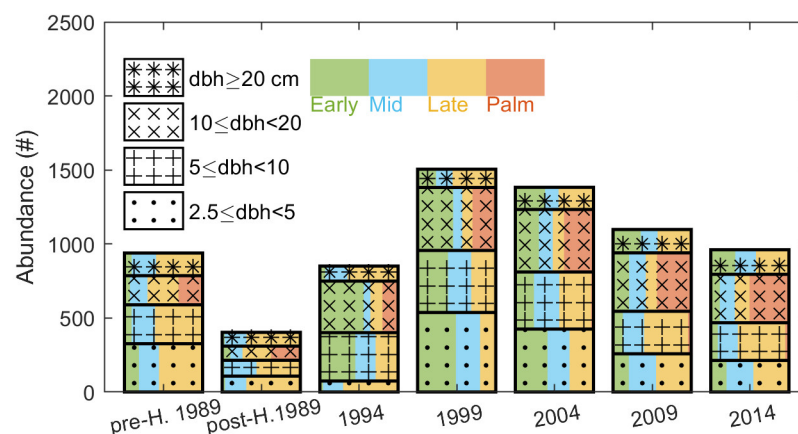 2500
2000
1500
1000
500
0
Abundance (#)
dbh≥20 cm
10≤dbh<20
5≤dbh<10
2.5≤dbh<5
Early Mid Late Palm
pre-H. 1989 post-H.1989 1994 1999 2004 2009 2014